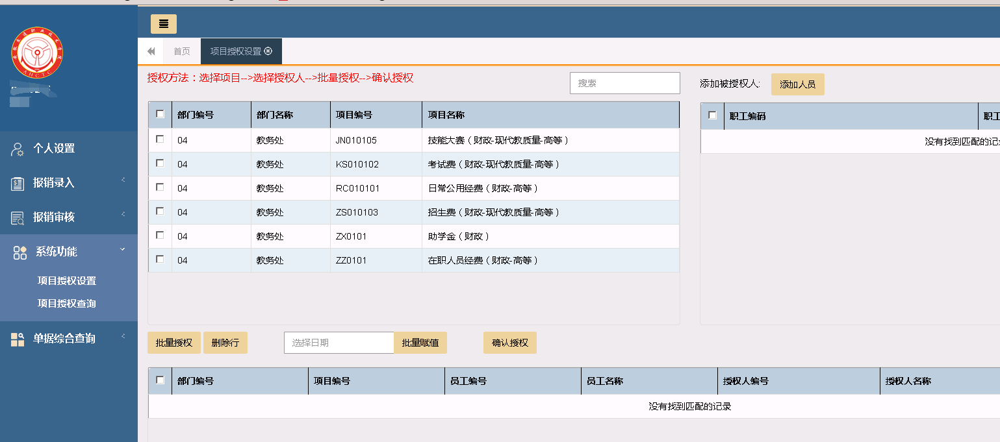 首页
项目授权设置
授权方法：选择项目-->选择授权人-->批量授权-->确认授权
搜索
添加被授权人:
添加人员
部门编号 部门名称 项目编号 项目名称
04 教务处 JN010105 技能大赛（财政-现代教质量-高等）
04 教务处 KS010102 考试费（财政-现代教质量-高等）
04 教务处 RC010101 日常公用经费（财政-高等）
04 教务处 ZS010103 招生费（财政-现代教质量-高等）
04 教务处 ZX0101 助学金（财政）
04 教务处 ZZ0101 在职人员经费（财政-高等）
职工编码 职工
没有找到匹配的记
个人设置
报销录入
报销审核
系统功能
项目授权设置
项目授权查询
单据综合查询
批量授权 删除行 选择日期 批量赋值 确认授权
部门编号 项目编号 员工编号 员工名称 授权人编号 授权人名称
没有找到匹配的记录
AHCTC